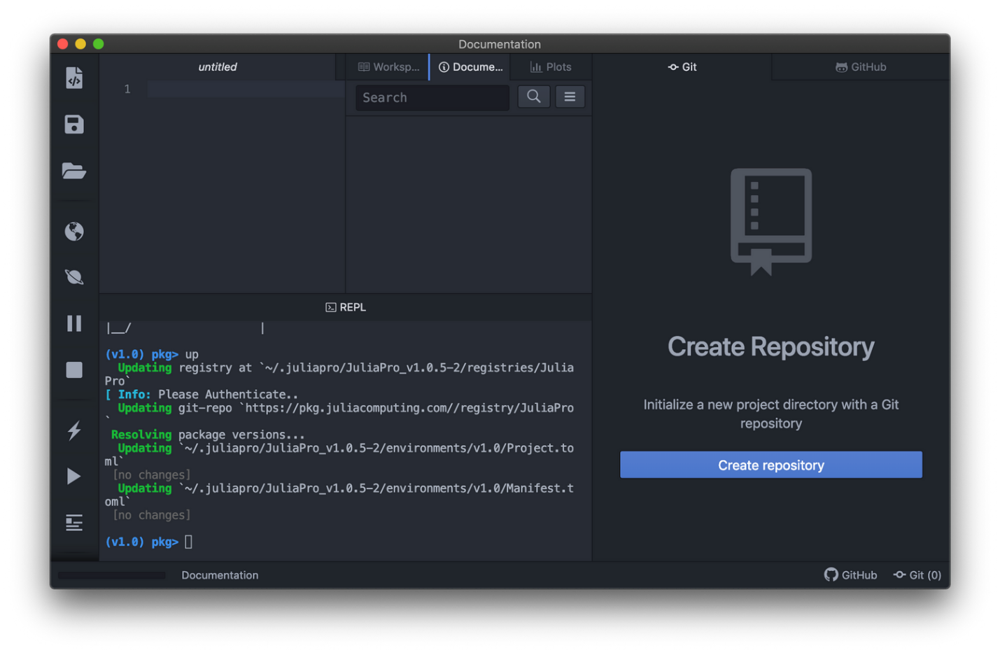 Documentation
untitled
Worksp...
Docume...
Plots
Git
GitHub
1
Search
REPL
|__/                    |
(v1.0) pkg> up
  Updating registry at `~/.juliapro/JuliaPro_v1.0.5-2/registries/Julia
Pro`
[ Info: Please Authenticate..
  Updating git-repo `https://pkg.juliacomputing.com//registry/JuliaPro
`
 Resolving package versions...
  Updating `~/.juliapro/JuliaPro_v1.0.5-2/environments/v1.0/Project.to
ml`
 [no changes]
  Updating `~/.juliapro/JuliaPro_v1.0.5-2/environments/v1.0/Manifest.t
oml`
 [no changes]
(v1.0) pkg>
Create Repository
Initialize a new project directory with a Git
repository
Create repository
Documentation
GitHub
Git (0)